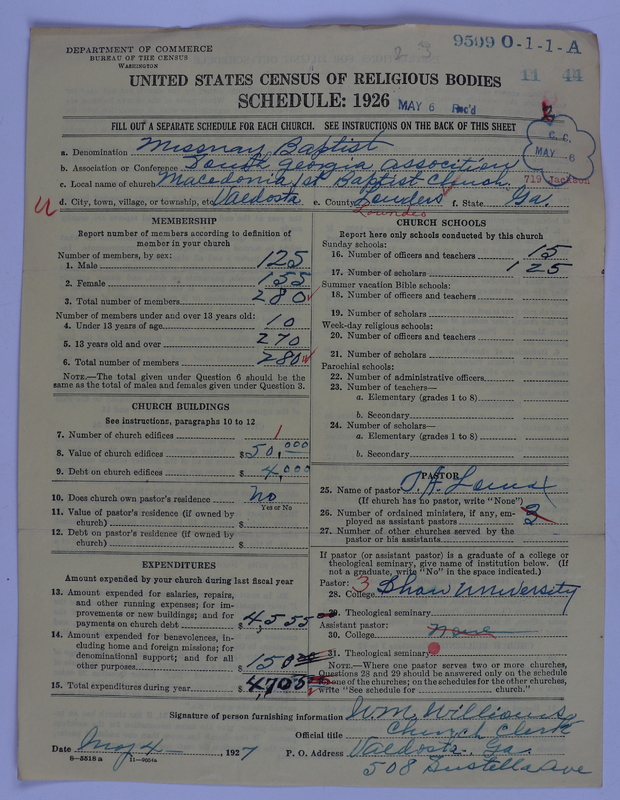 DEPARTMENT OF COMMERCE
BUREAU OF THE CENSUS
WASHINGTON
9509 O-1-1-A
11 44
UNITED STATES CENSUS OF RELIGIOUS BODIES
SCHEDULE: 1926 MAY 6 Rec'd
FILL OUT A SEPARATE SCHEDULE FOR EACH CHURCH. SEE INSTRUCTIONS ON THE BACK OF THIS SHEET
C. C.
MAY 6
719 Jackson
a. Denomination Missnay Baptist
b. Association or Conference South Georgia association
c. Local name of church Macedonia 1st Baptist Chush
d. City, town, village, or township, etc. Valdosta e. County Lounders f. State Ga.
Lowndes
MEMBERSHIP
Report number of members according to definition of
member in your church
Number of members, by sex:
1. Male 125
2. Female 155
3. Total number of members 280
Number of members under and over 13 years old:
4. Under 13 years of age 10
5. 13 years old and over 270
6. Total number of members 280
NOTE.—The total given under Question 6 should be the
same as the total of males and females given under Question 3.
CHURCH BUILDINGS
See instructions, paragraphs 10 to 12
7. Number of church edifices 1
8. Value of church edifices $50,000
9. Debt on church edifices $4,000
10. Does church own pastor's residence No
Yes or No
11. Value of pastor's residence (if owned by
church) $
12. Debt on pastor's residence (if owned by
church) $
EXPENDITURES
Amount expended by your church during last fiscal year
13. Amount expended for salaries, repairs,
and other running expenses; for im-
provements or new buildings; and for
payments on church debt $4,555
14. Amount expended for benevolences, in-
cluding home and foreign missions; for
denominational support; and for all
other purposes 150 00
15. Total expenditures during year $4,705
CHURCH SCHOOLS
Report here only schools conducted by this church
Sunday schools:
16. Number of officers and teachers 15
17. Number of scholars 125
Summer vacation Bible schools:
18. Number of officers and teachers
19. Number of scholars
Week-day religious schools:
20. Number of officers and teachers
21. Number of scholars
Parochial schools:
22. Number of administrative officers
23. Number of teachers—
a. Elementary (grades 1 to 8)
b. Secondary
24. Number of scholars—
a. Elementary (grades 1 to 8)
b. Secondary
PASTOR
25. Name of pastor J. H. Lomax
(If church has no pastor, write "None")
26. Number of ordained ministers, if any, em-
ployed as assistant pastors 3
27. Number of other churches served by the
pastor or his assistants
If pastor (or assistant pastor) is a graduate of a college or
theological seminary, give name of institution below. (If
not a graduate, write "No" in the space indicated.)
Pastor: 3
28. College Shaw University
29. Theological seminary
Assistant pastor:
30. College None
31. Theological seminary
NOTE.—Where one pastor serves two or more churches,
Questions 28 and 29 should be answered only on the schedule
of one of the churches; on the schedules for the other churches,
write "See schedule for church."
Signature of person furnishing information W. M. Williams
Official title Church Clerk
Date May 4 1927 P. O. Address Valdosta, Ga.
8—5518 a 11—9054a
508 Bustella Ave